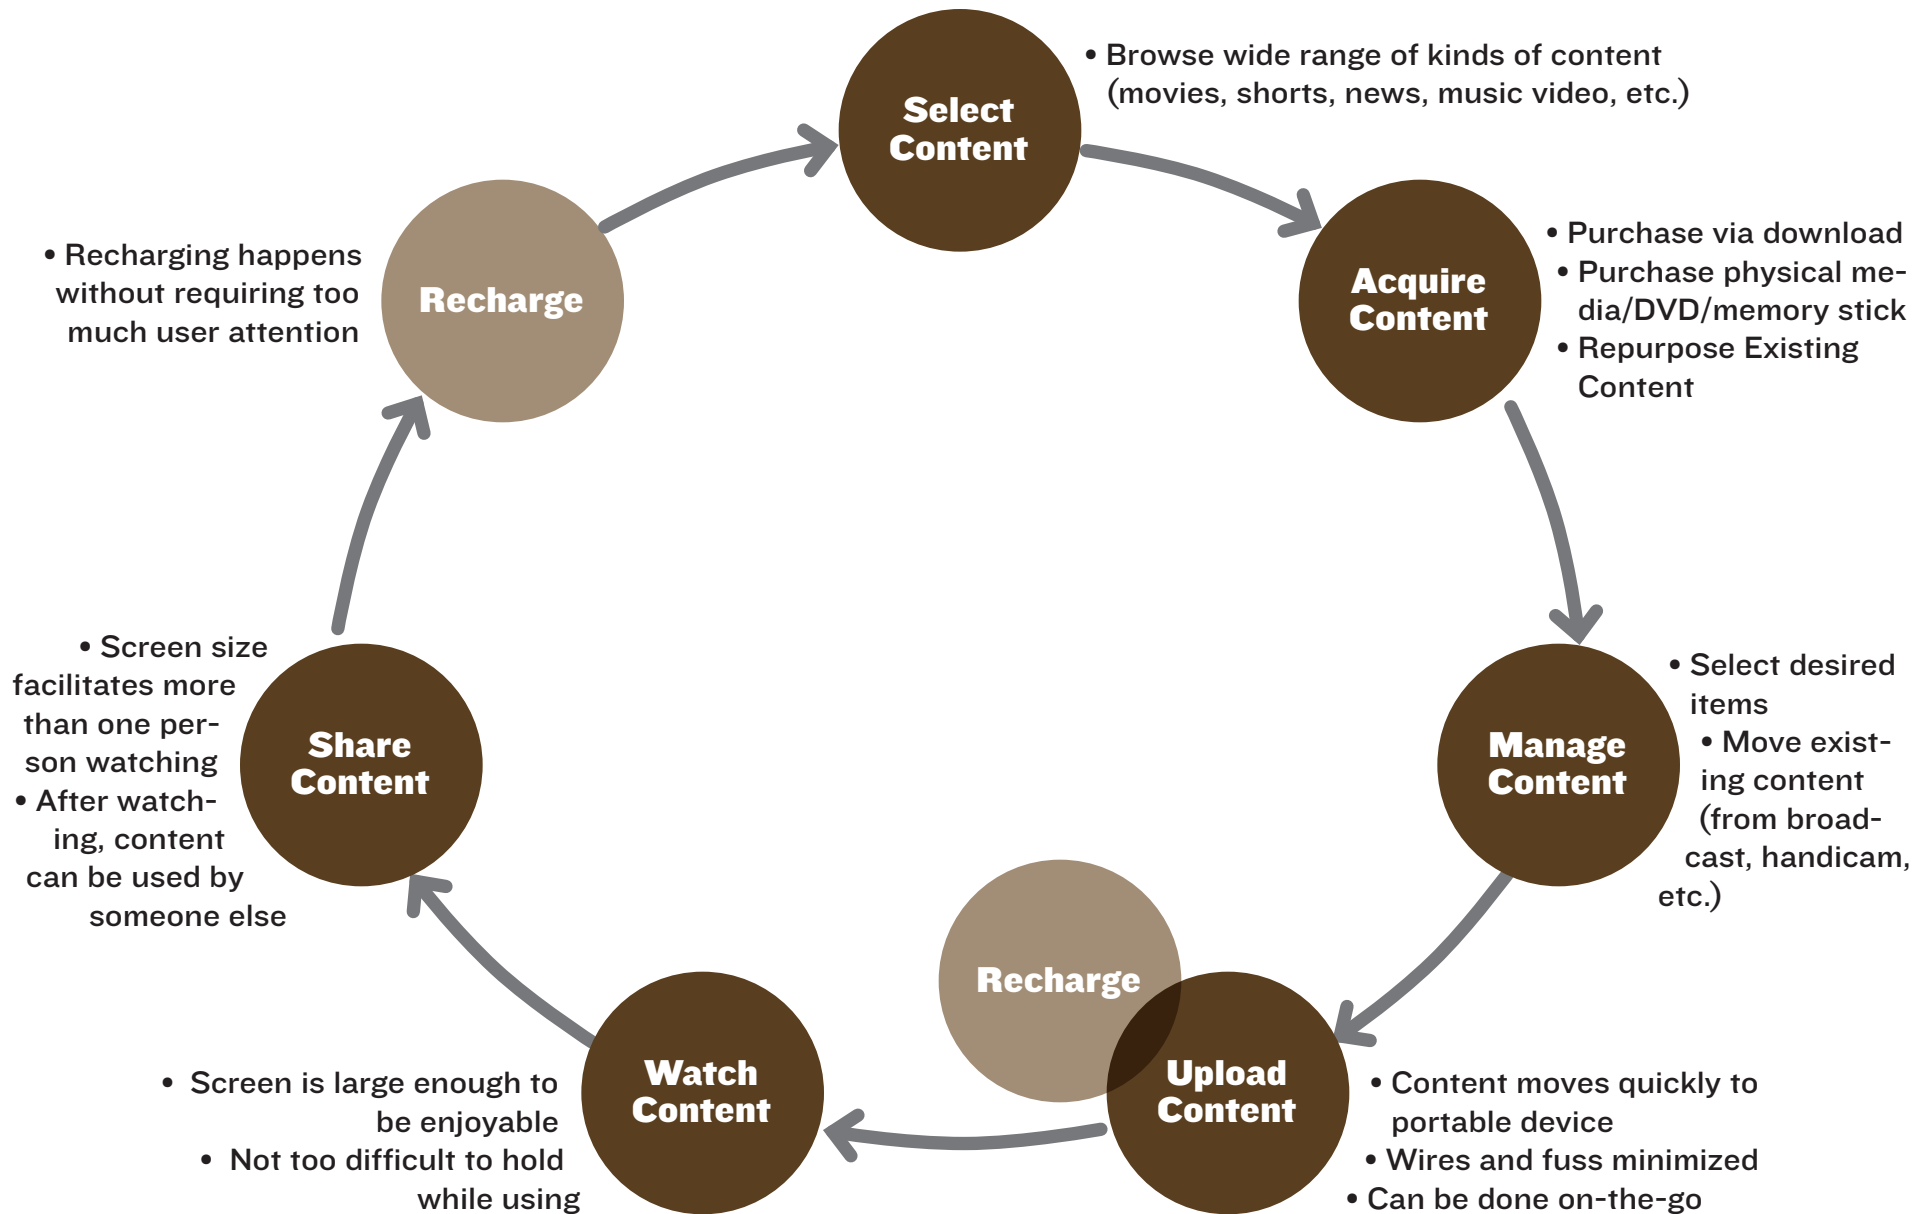 Select
Content
• Browse wide range of kinds of content
(movies, shorts, news, music video, etc.)
Acquire
Content
• Purchase via download
• Purchase physical me-
dia/DVD/memory stick
• Repurpose Existing
Content
Manage
Content
• Select desired
items
• Move exist-
ing content
(from broad-
cast, handicam,
etc.)
Recharge
Upload
Content
• Content moves quickly to
portable device
• Wires and fuss minimized
• Can be done on-the-go
Watch
Content
• Screen is large enough to
be enjoyable
• Not too difficult to hold
while using
Share
Content
• Screen size
facilitates more
than one per-
son watching
• After watch-
ing, content
can be used by
someone else
Recharge
• Recharging happens
without requiring too
much user attention